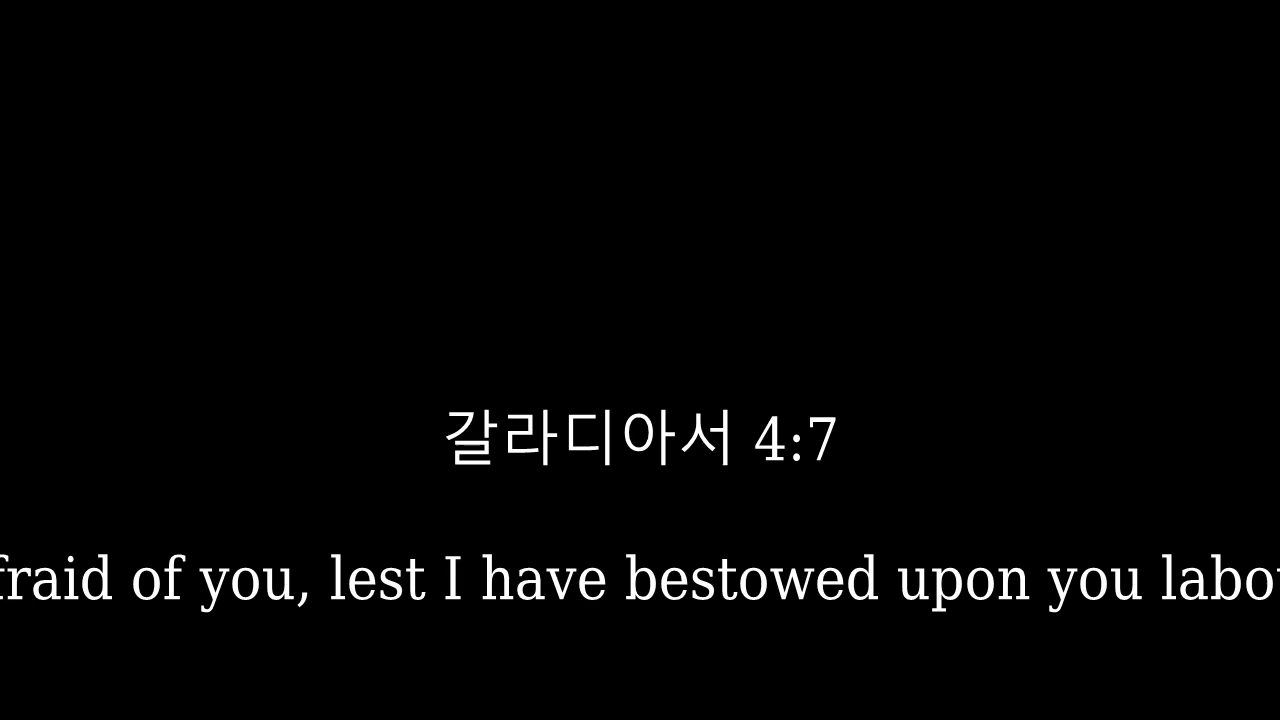 갈라디아서 4:7
fraid of you, lest I have bestowed upon you labo